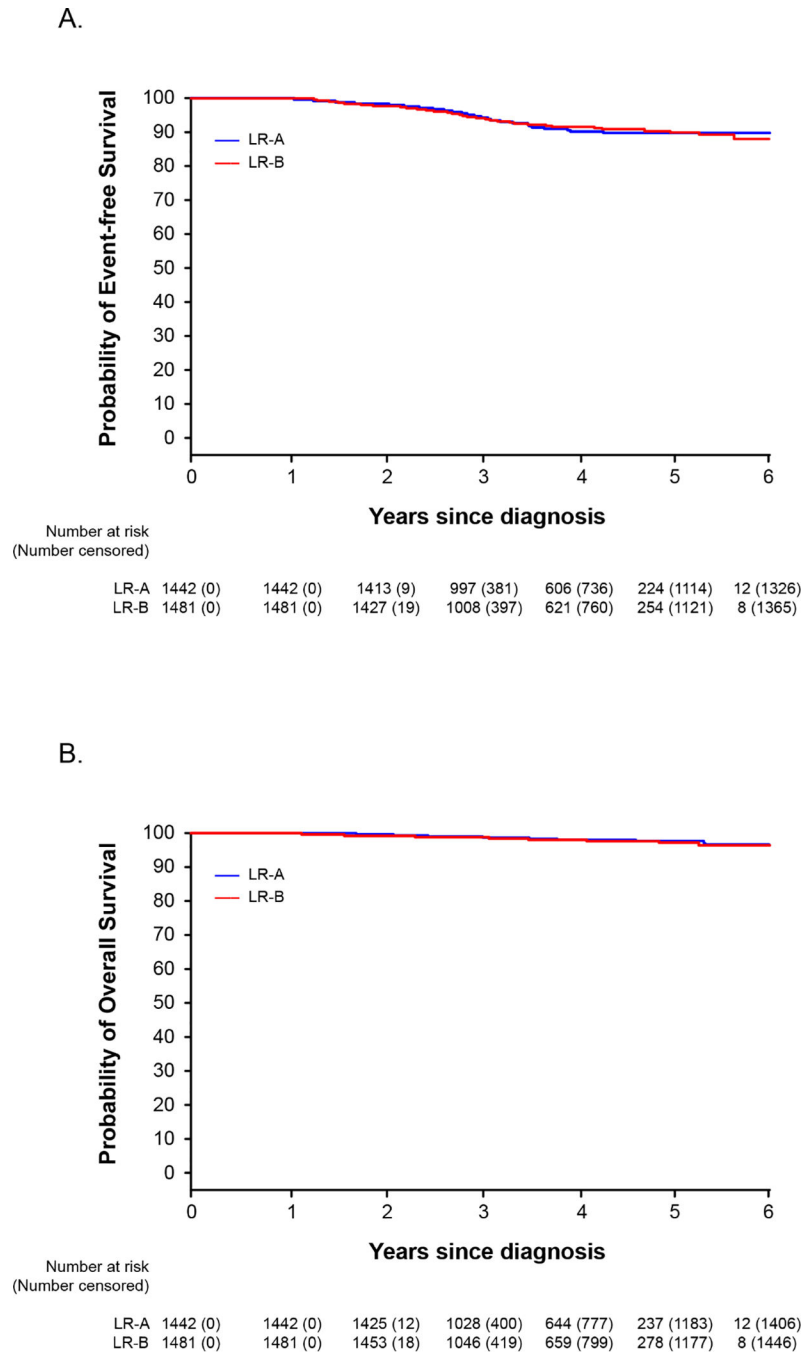 A.
Probability of Event-free Survival
100
90
80
70
60
50
40
30
20
10
0
LR-A
LR-B
0 1 2 3 4 5 6
Years since diagnosis
Number at risk
(Number censored)
LR-A 1442 (0) 1442 (0) 1413 (9) 997 (381) 606 (736) 224 (1114) 12 (1326)
LR-B 1481 (0) 1481 (0) 1427 (19) 1008 (397) 621 (760) 254 (1121) 8 (1365)
B.
Probability of Overall Survival
100
90
80
70
60
50
40
30
20
10
0
LR-A
LR-B
0 1 2 3 4 5 6
Years since diagnosis
Number at risk
(Number censored)
LR-A 1442 (0) 1442 (0) 1425 (12) 1028 (400) 644 (777) 237 (1183) 12 (1406)
LR-B 1481 (0) 1481 (0) 1453 (18) 1046 (419) 659 (799) 278 (1177) 8 (1446)